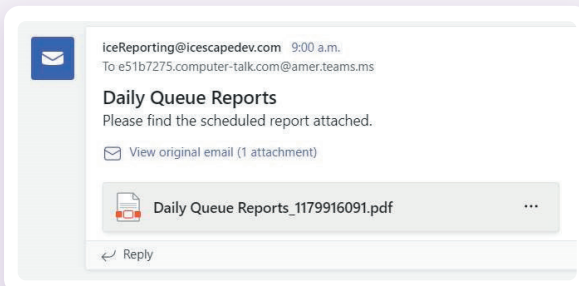 iceReporting@icescapedev.com 9:00 a.m.
To e51b7275.computer-talk.com@amer.teams.ms
Daily Queue Reports
Please find the scheduled report attached.
View original email (1 attachment)
Daily Queue Reports_1179916091.pdf ...
Reply